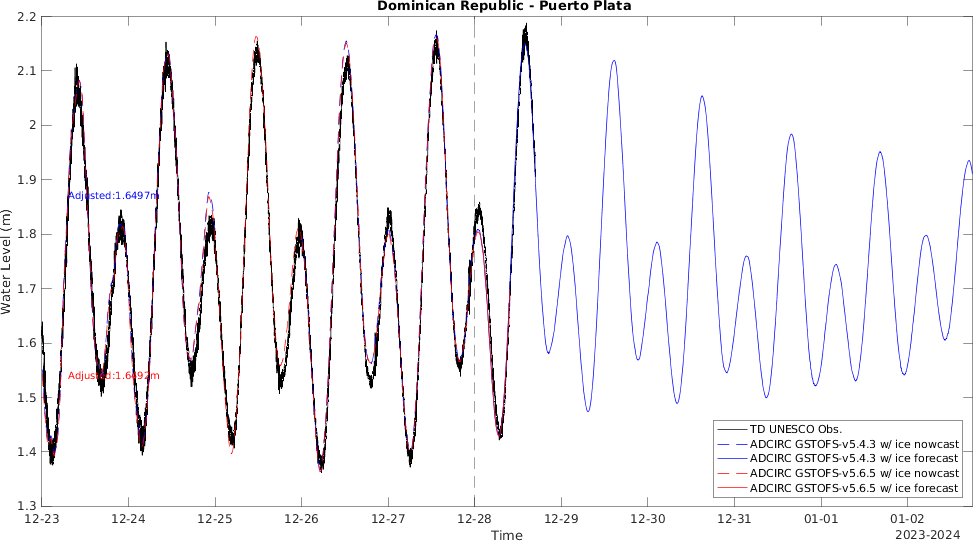 Dominican Republic - Puerto Plata
2.2
2.1
2
1.9
1.8
1.7
1.6
1.5
1.4
1.3
Water Level (m)
Adjusted:1.6497m
Adjusted:1.6492m
TD UNESCO Obs.
ADCIRC GSTOFS-v5.4.3 w/ ice nowcast
ADCIRC GSTOFS-v5.4.3 w/ ice forecast
ADCIRC GSTOFS-v5.6.5 w/ ice nowcast
ADCIRC GSTOFS-v5.6.5 w/ ice forecast
12-23 12-24 12-25 12-26 12-27 12-28 12-29 12-30 12-31 01-01 01-02
Time
2023-2024